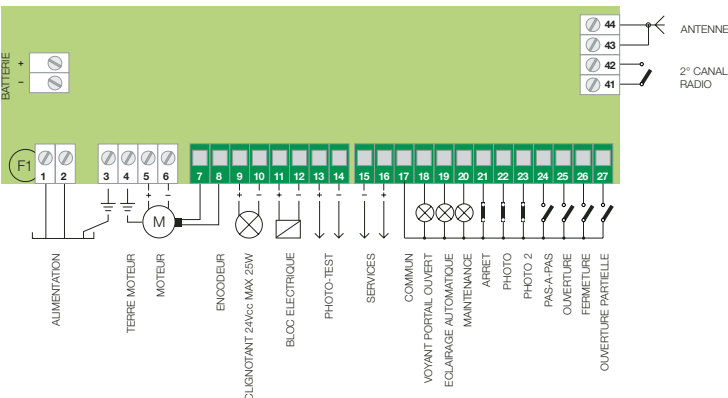 44
ANTENNE
43
42
2° CANAL
RADIO
41
BATTERIE
+
−
F1
1 2 3 4 5 6 7 8 9 10 11 12 13 14 15 16 17 18 19 20 21 22 23 24 25 26 27
+ − + − + − + − − +
M
ALIMENTATION
TERRE MOTEUR
MOTEUR
ENCODEUR
CLIGNOTANT 24Vcc MAX 25W
BLOC ELECTRIQUE
PHOTO-TEST
SERVICES
COMMUN
VOYANT PORTAIL OUVERT
ECLAIRAGE AUTOMATIQUE
MAINTENANCE
ARRET
PHOTO
PHOTO 2
PAS-A-PAS
OUVERTURE
FERMETURE
OUVERTURE PARTIELLE